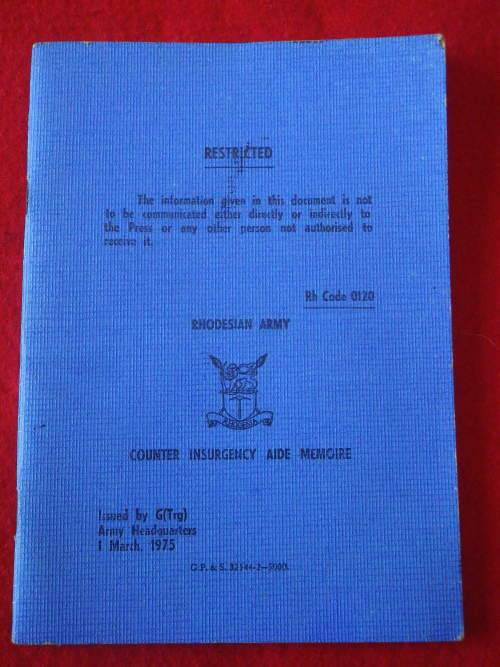 RESTRICTED
The information given in this document is not
to be communicated either directly or indirectly to
the Press or any other person not authorised to
receive it.
Rh Code 0120
RHODESIAN ARMY
COUNTER INSURGENCY AIDE MEMOIRE
Issued by G(Trg)
Army Headquarters
1 March, 1975
G.P. & S.